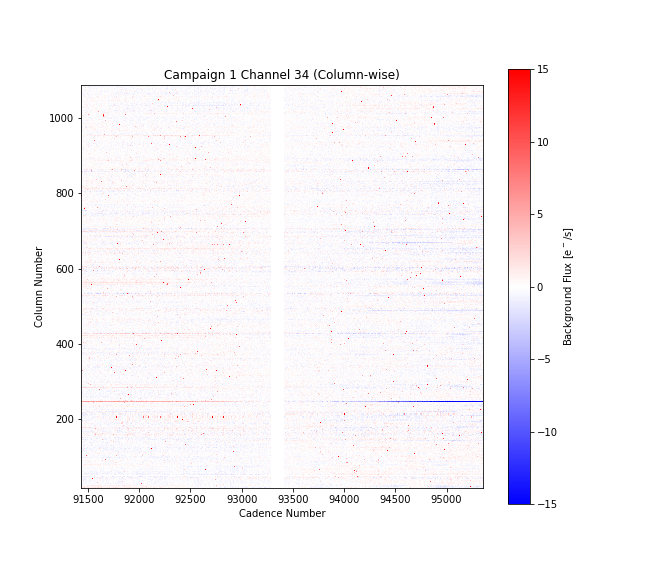 Campaign 1 Channel 34 (Column-wise)
1000
800
600
400
200
Column Number
91500 92000 92500 93000 93500 94000 94500 95000
Cadence Number
15
10
5
0
−5
−10
−15
Background Flux [e⁻/s]